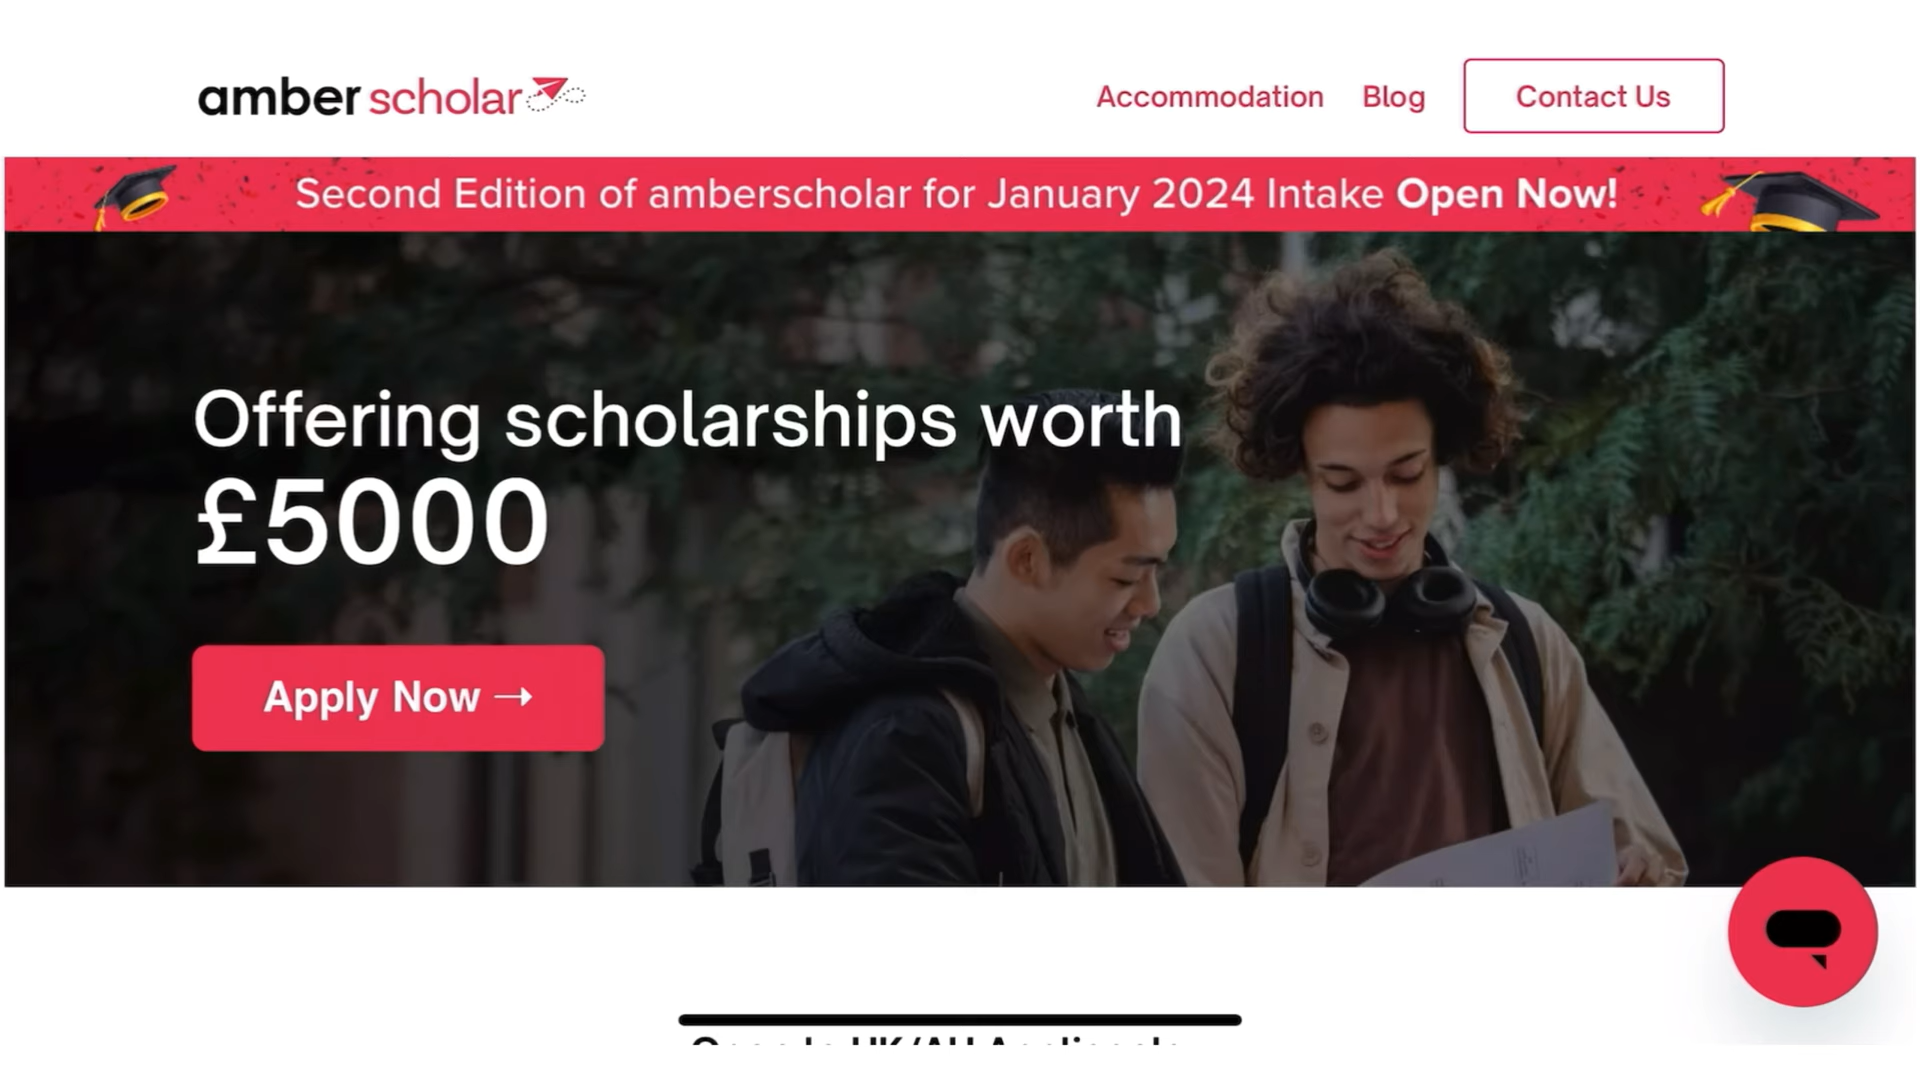 amber scholar
Accommodation
Blog
Contact Us
Second Edition of amberscholar for January 2024 Intake Open Now!
Offering scholarships worth
£5000
Apply Now →